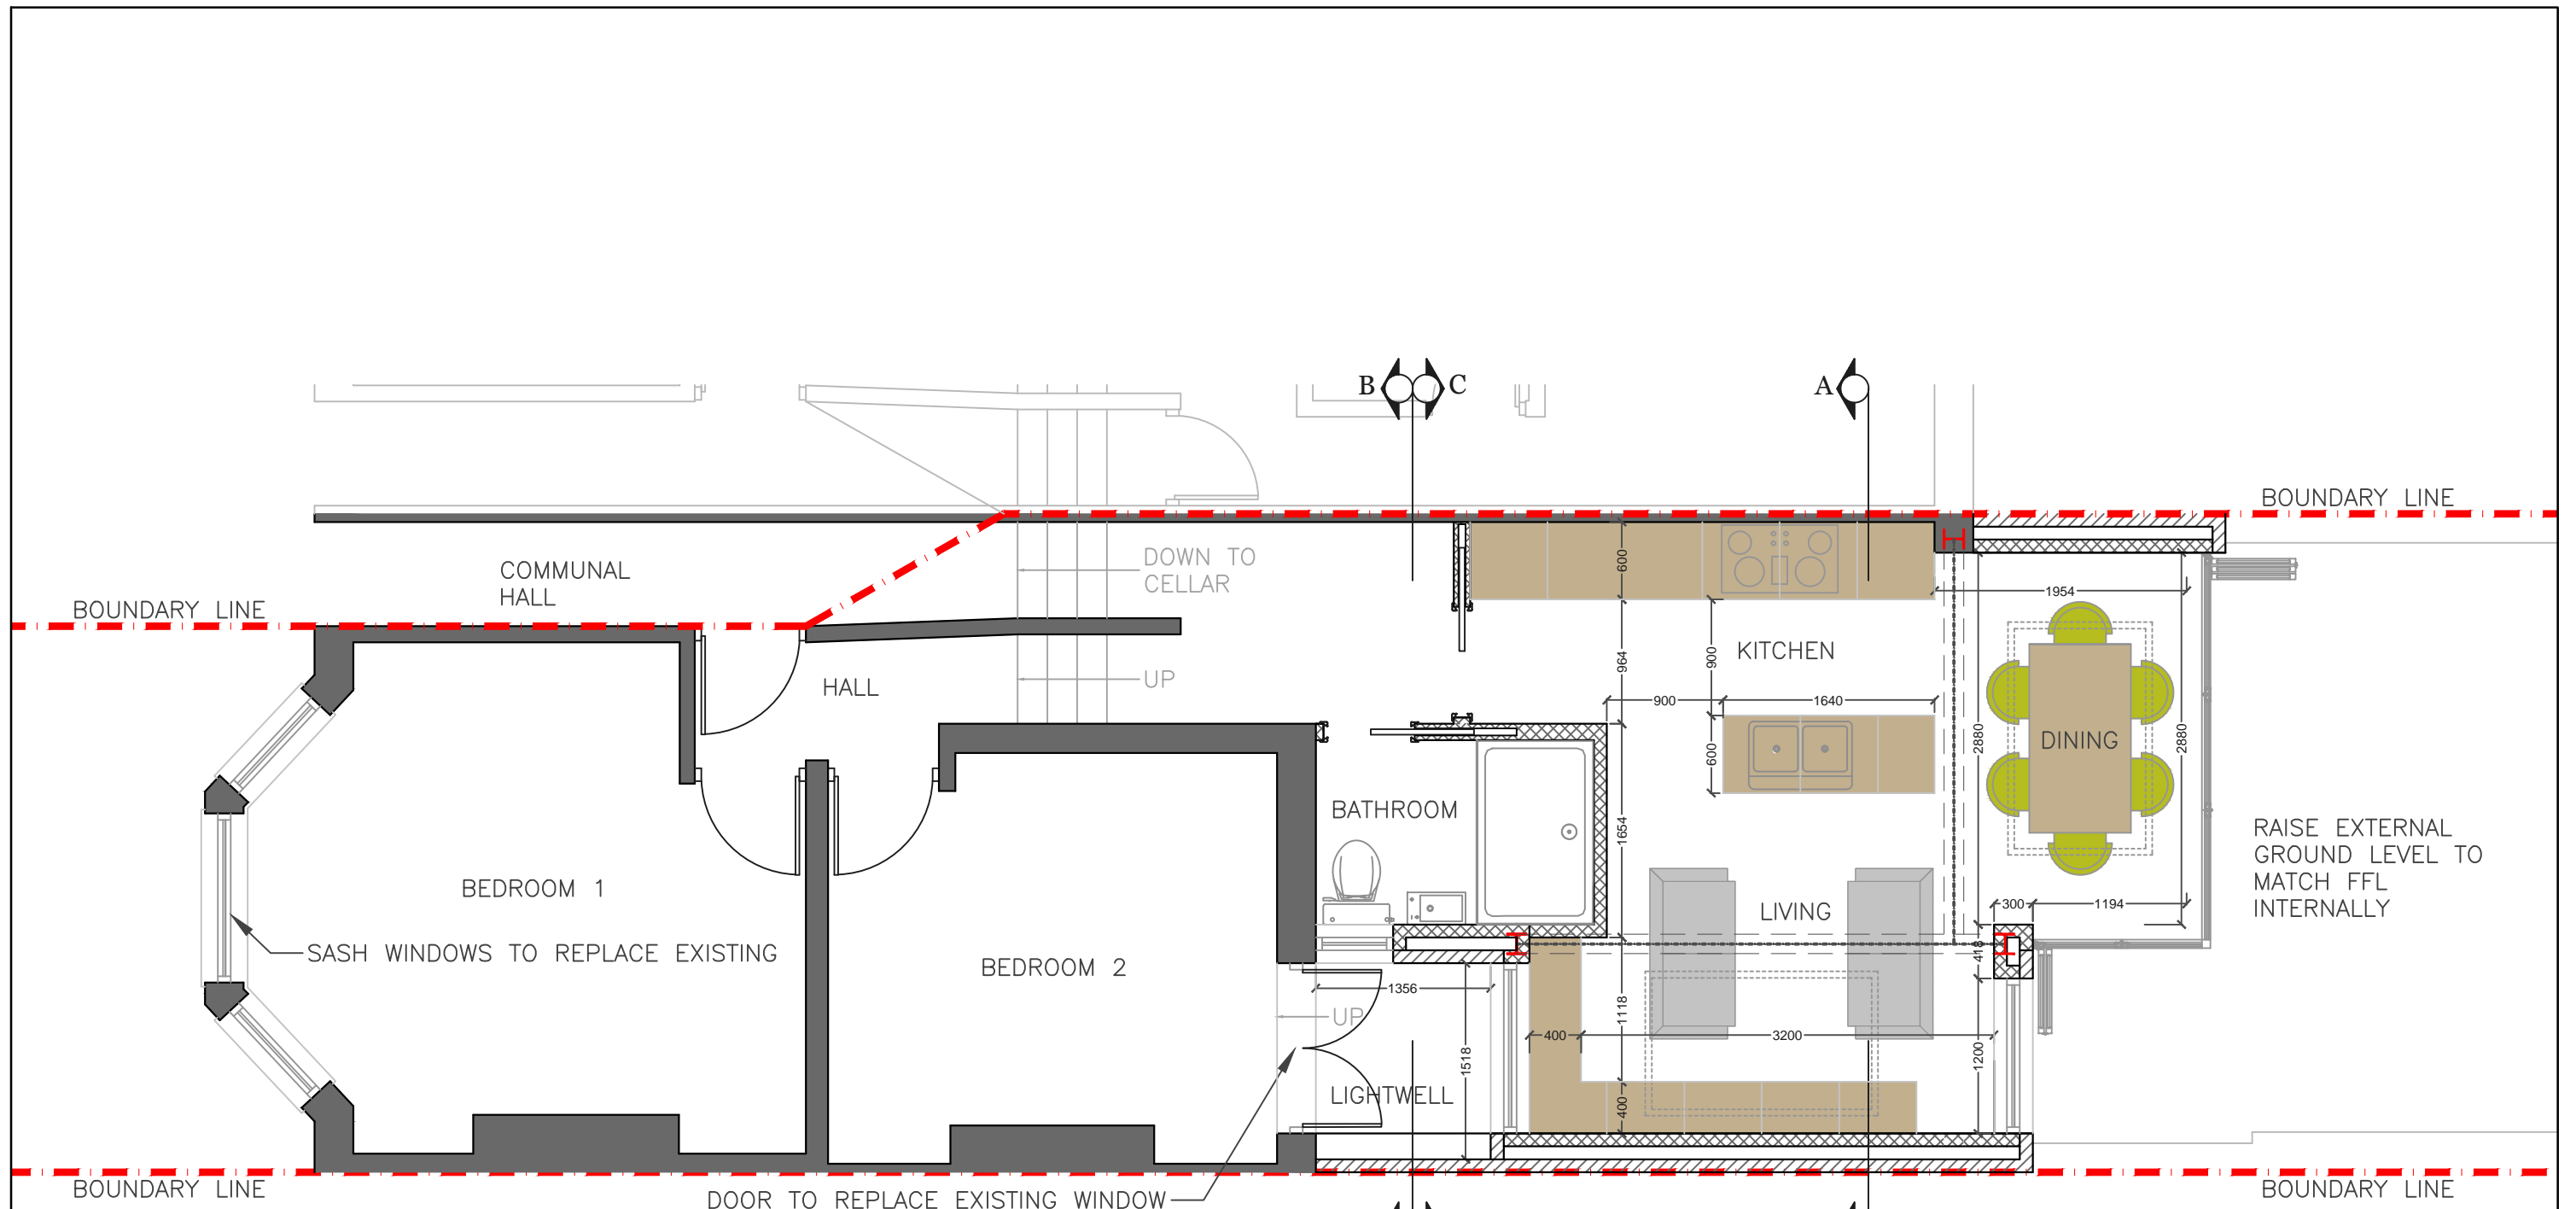 B
C
A
BOUNDARY LINE
COMMUNAL
HALL
DOWN TO
CELLAR
600
1954
BOUNDARY LINE
HALL
UP
964
900
KITCHEN
900
1640
2880
DINING
2880
600
BATHROOM
1654
BEDROOM 1
LIVING
300
1194
RAISE EXTERNAL
GROUND LEVEL TO
MATCH FFL
INTERNALLY
SASH WINDOWS TO REPLACE EXISTING
BEDROOM 2
418
1356
UP
1118
400
3200
1518
1200
LIGHTWELL
400
BOUNDARY LINE
DOOR TO REPLACE EXISTING WINDOW
BOUNDARY LINE